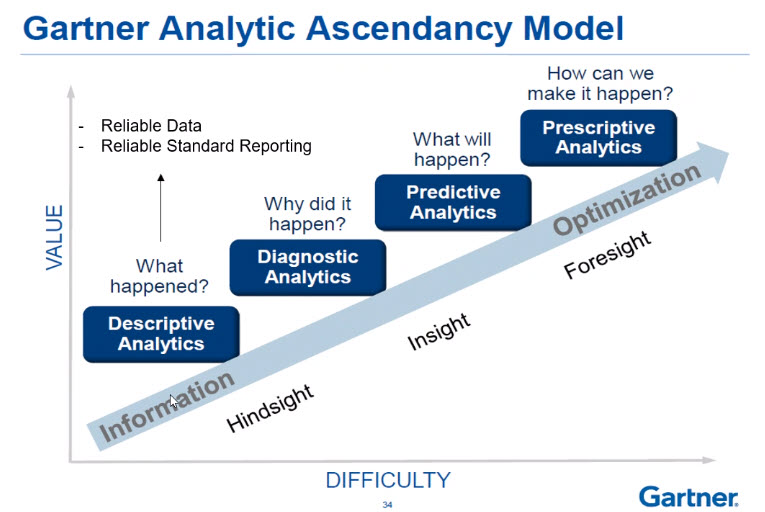 Gartner Analytic Ascendancy Model
How can we
make it happen?
Prescriptive
Analytics
- Reliable Data
- Reliable Standard Reporting
What will
happen?
Predictive
Analytics
Why did it
happen?
Diagnostic
Analytics
What
happened?
Descriptive
Analytics
VALUE
Information
Optimization
Hindsight
Insight
Foresight
DIFFICULTY
34
Gartner.